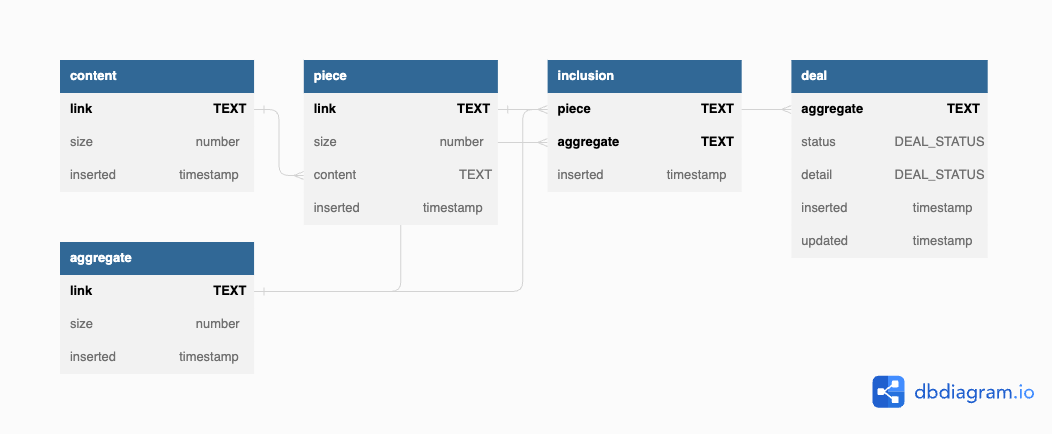 content
link TEXT
size number
inserted timestamp
piece
link TEXT
size number
content TEXT
inserted timestamp
inclusion
piece TEXT
aggregate TEXT
inserted timestamp
deal
aggregate TEXT
status DEAL_STATUS
detail DEAL_STATUS
inserted timestamp
updated timestamp
aggregate
link TEXT
size number
inserted timestamp
dbdiagram.io